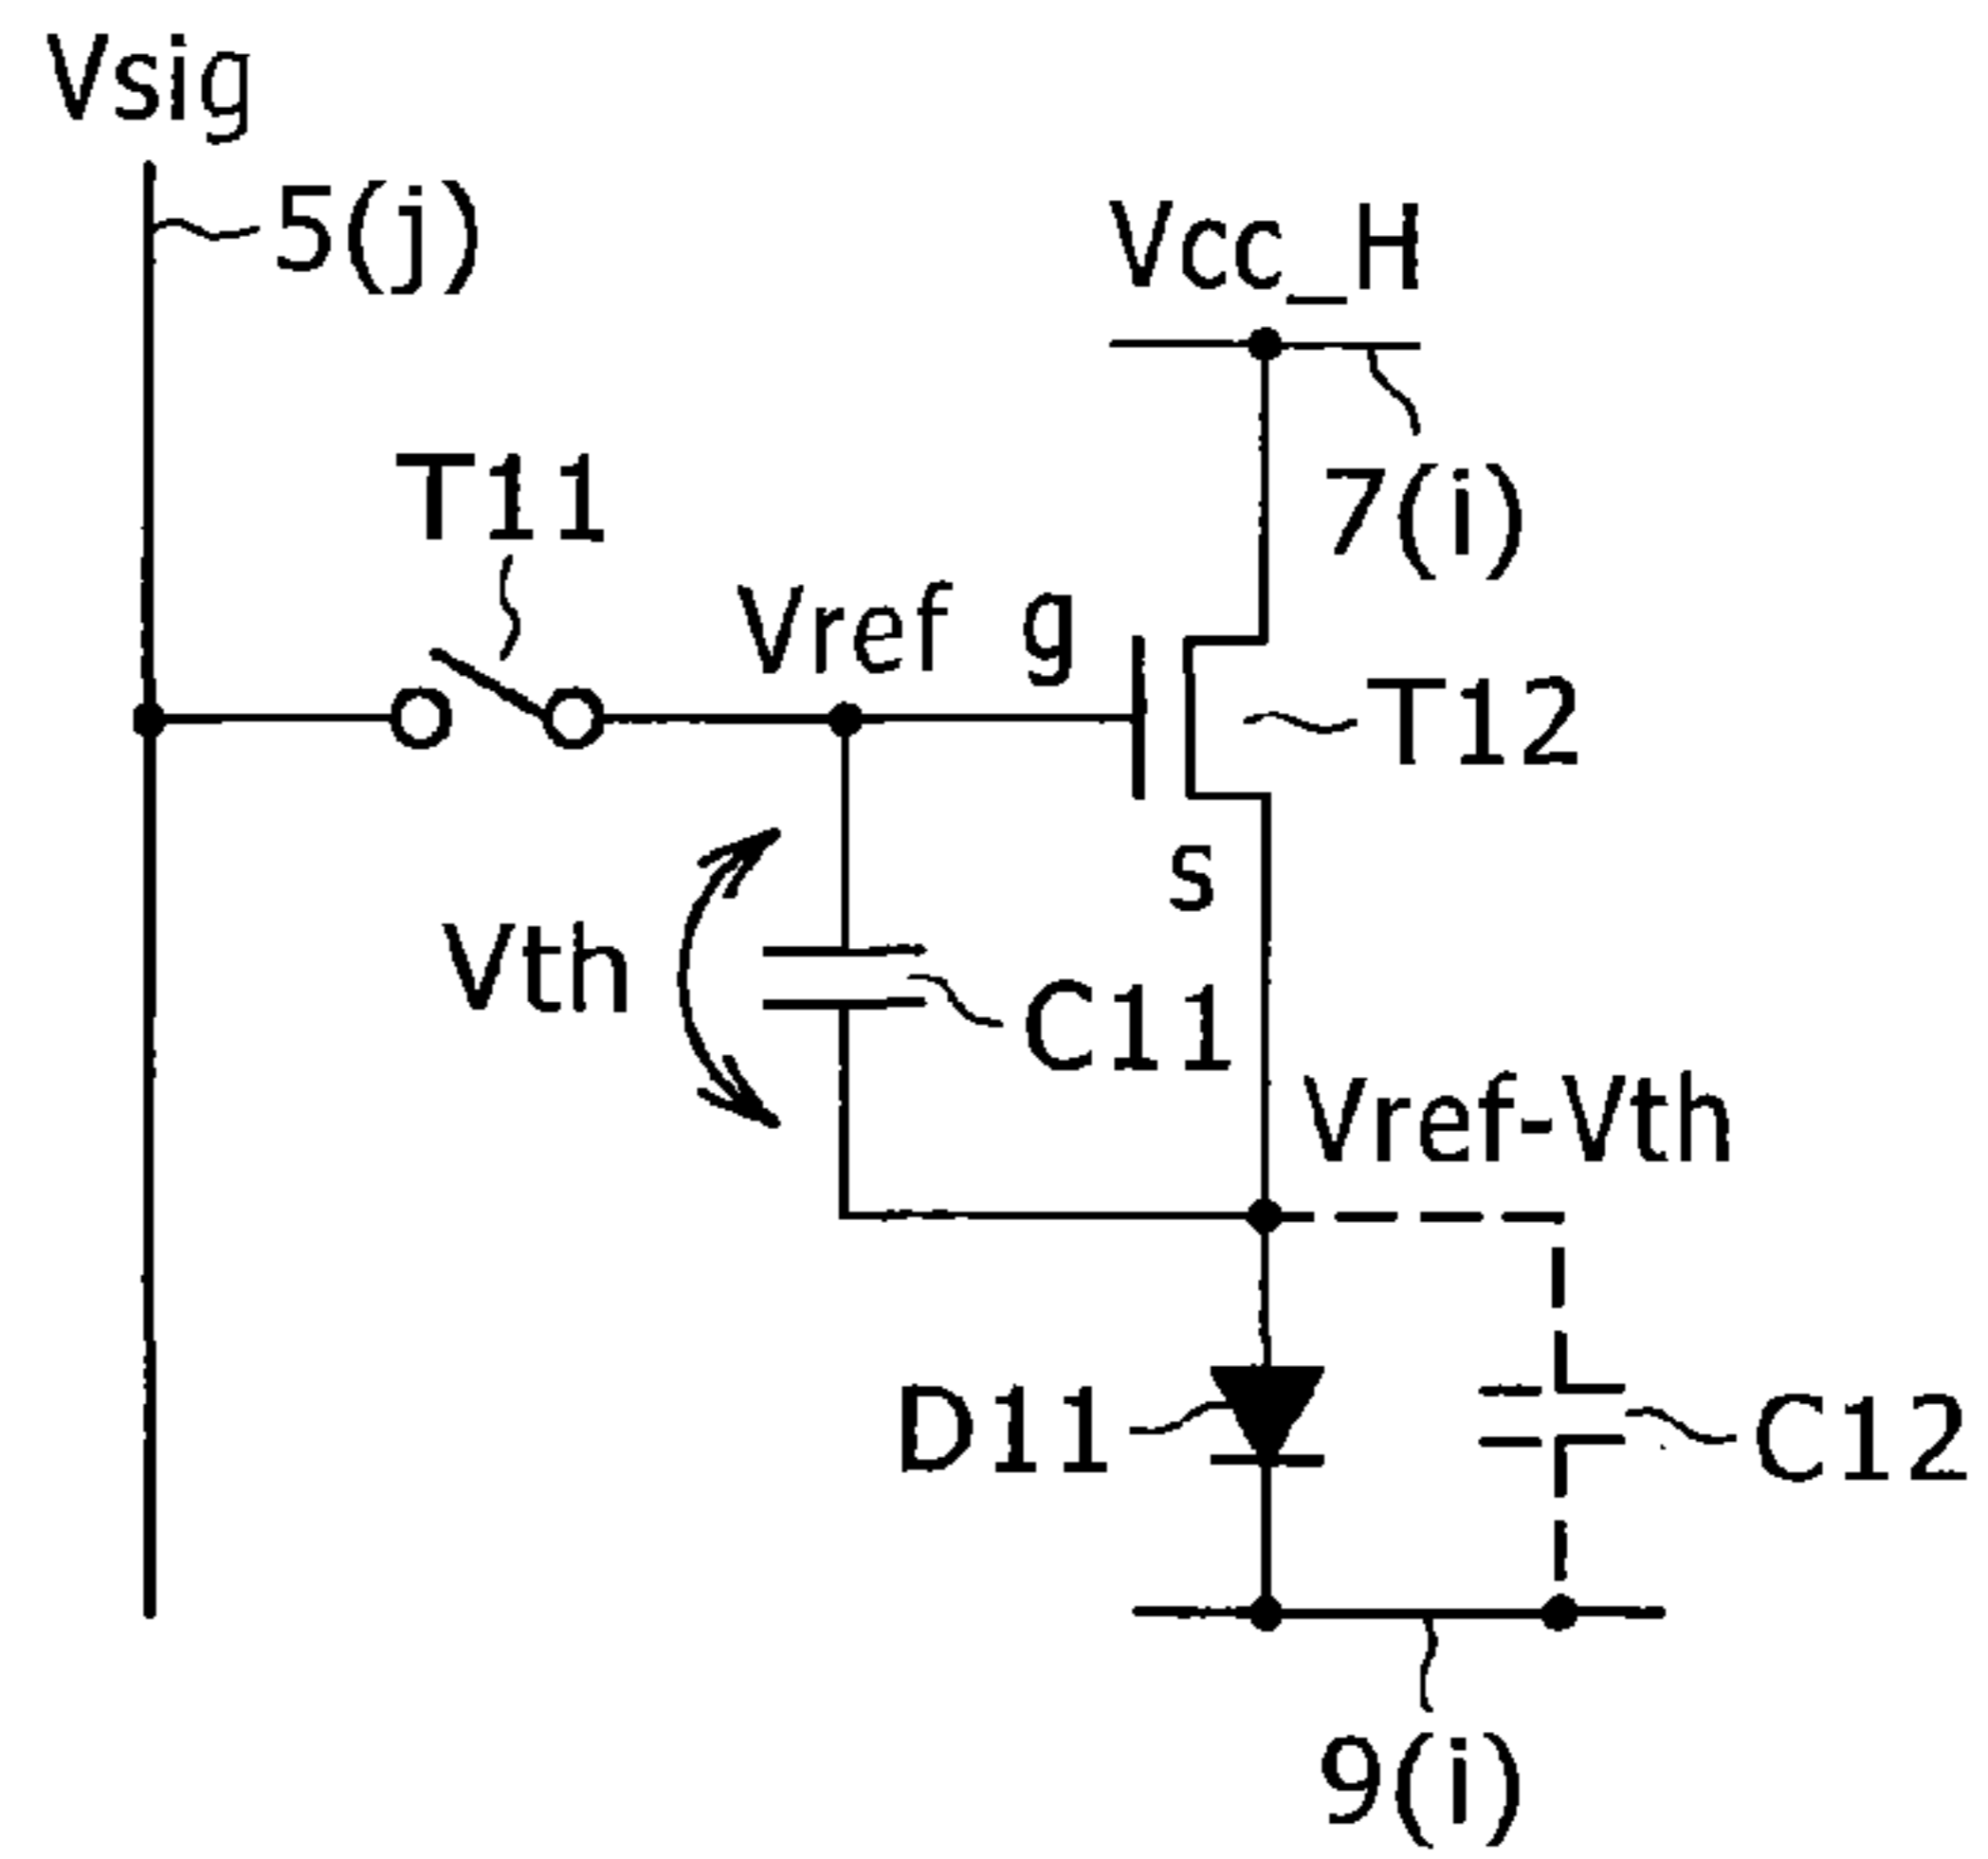 Vsig
5(j)
Vcc_H
7(i)
T11
Vref g
T12
s
Vth
C11
Vref-Vth
D11
C12
9(i)